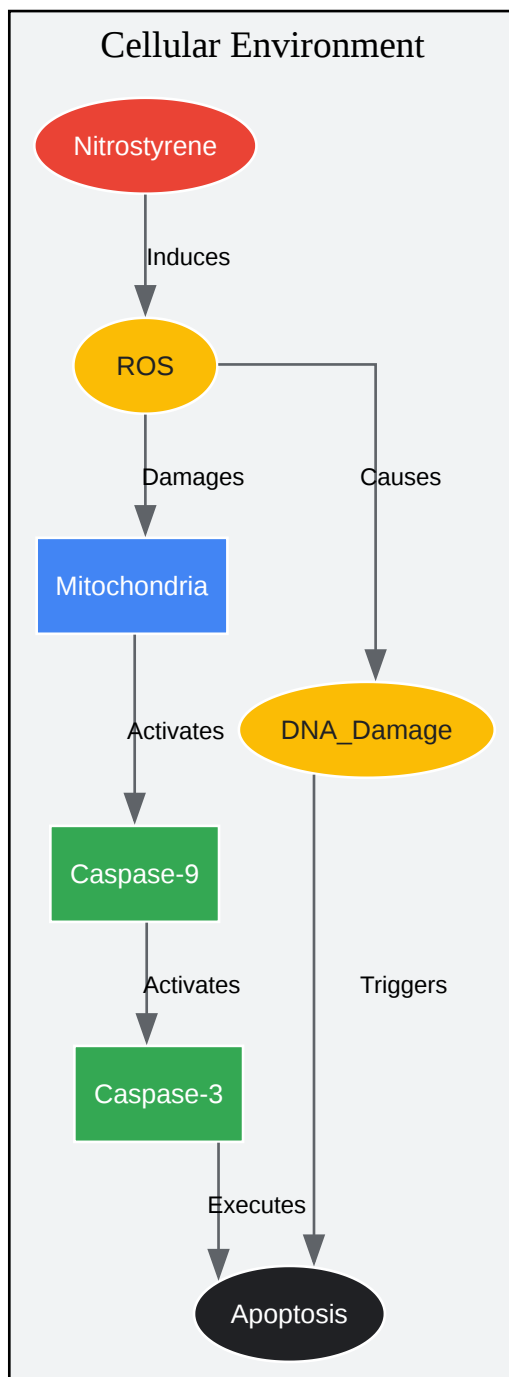 Cellular Environment
Nitrostyrene
Induces
ROS
Damages
Causes
Mitochondria
Activates
DNA_Damage
Caspase-9
Activates
Triggers
Caspase-3
Executes
Apoptosis